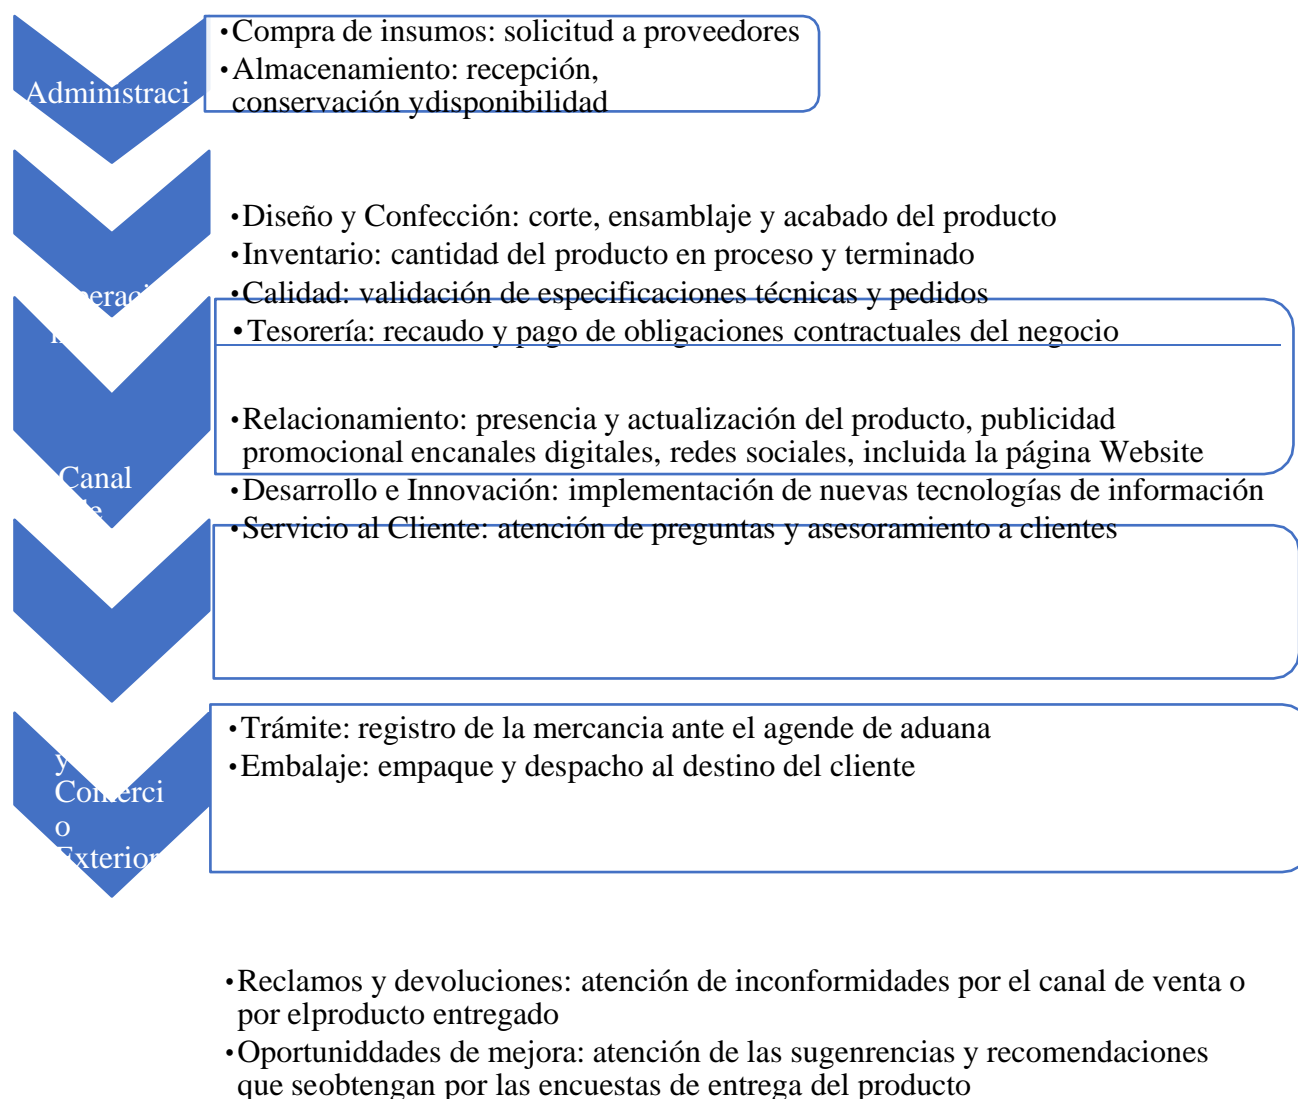 •Compra de insumos: solicitud a proveedores
•Almacenamiento: recepción,
conservación ydisponibilidad
Administraci
•Diseño y Confección: corte, ensamblaje y acabado del producto
•Inventario: cantidad del producto en proceso y terminado
•Calidad: validación de especificaciones técnicas y pedidos
•Tesorería: recaudo y pago de obligaciones contractuales del negocio
•Relacionamiento: presencia y actualización del producto, publicidad
promocional encanales digitales, redes sociales, incluida la página Website
Canal
•Desarrollo e Innovación: implementación de nuevas tecnologías de información
•Servicio al Cliente: atención de preguntas y asesoramiento a clientes
•Trámite: registro de la mercancia ante el agende de aduana
•Embalaje: empaque y despacho al destino del cliente
y
Comerci
o
Exterior
•Reclamos y devoluciones: atención de inconformidades por el canal de venta o
por elproducto entregado
•Oportuniddades de mejora: atención de las sugenrencias y recomendaciones
que seobtengan por las encuestas de entrega del producto